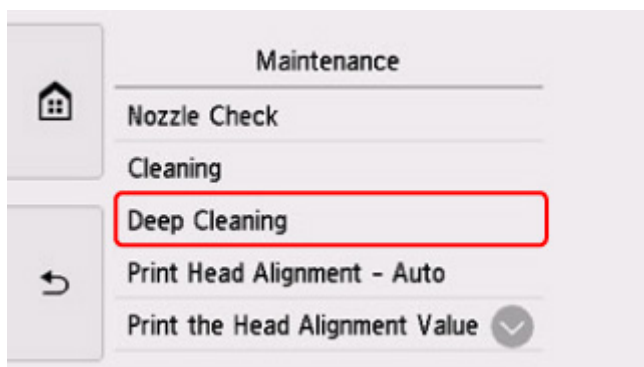 Maintenance
Nozzle Check
Cleaning
Deep Cleaning
Print Head Alignment - Auto
Print the Head Alignment Value